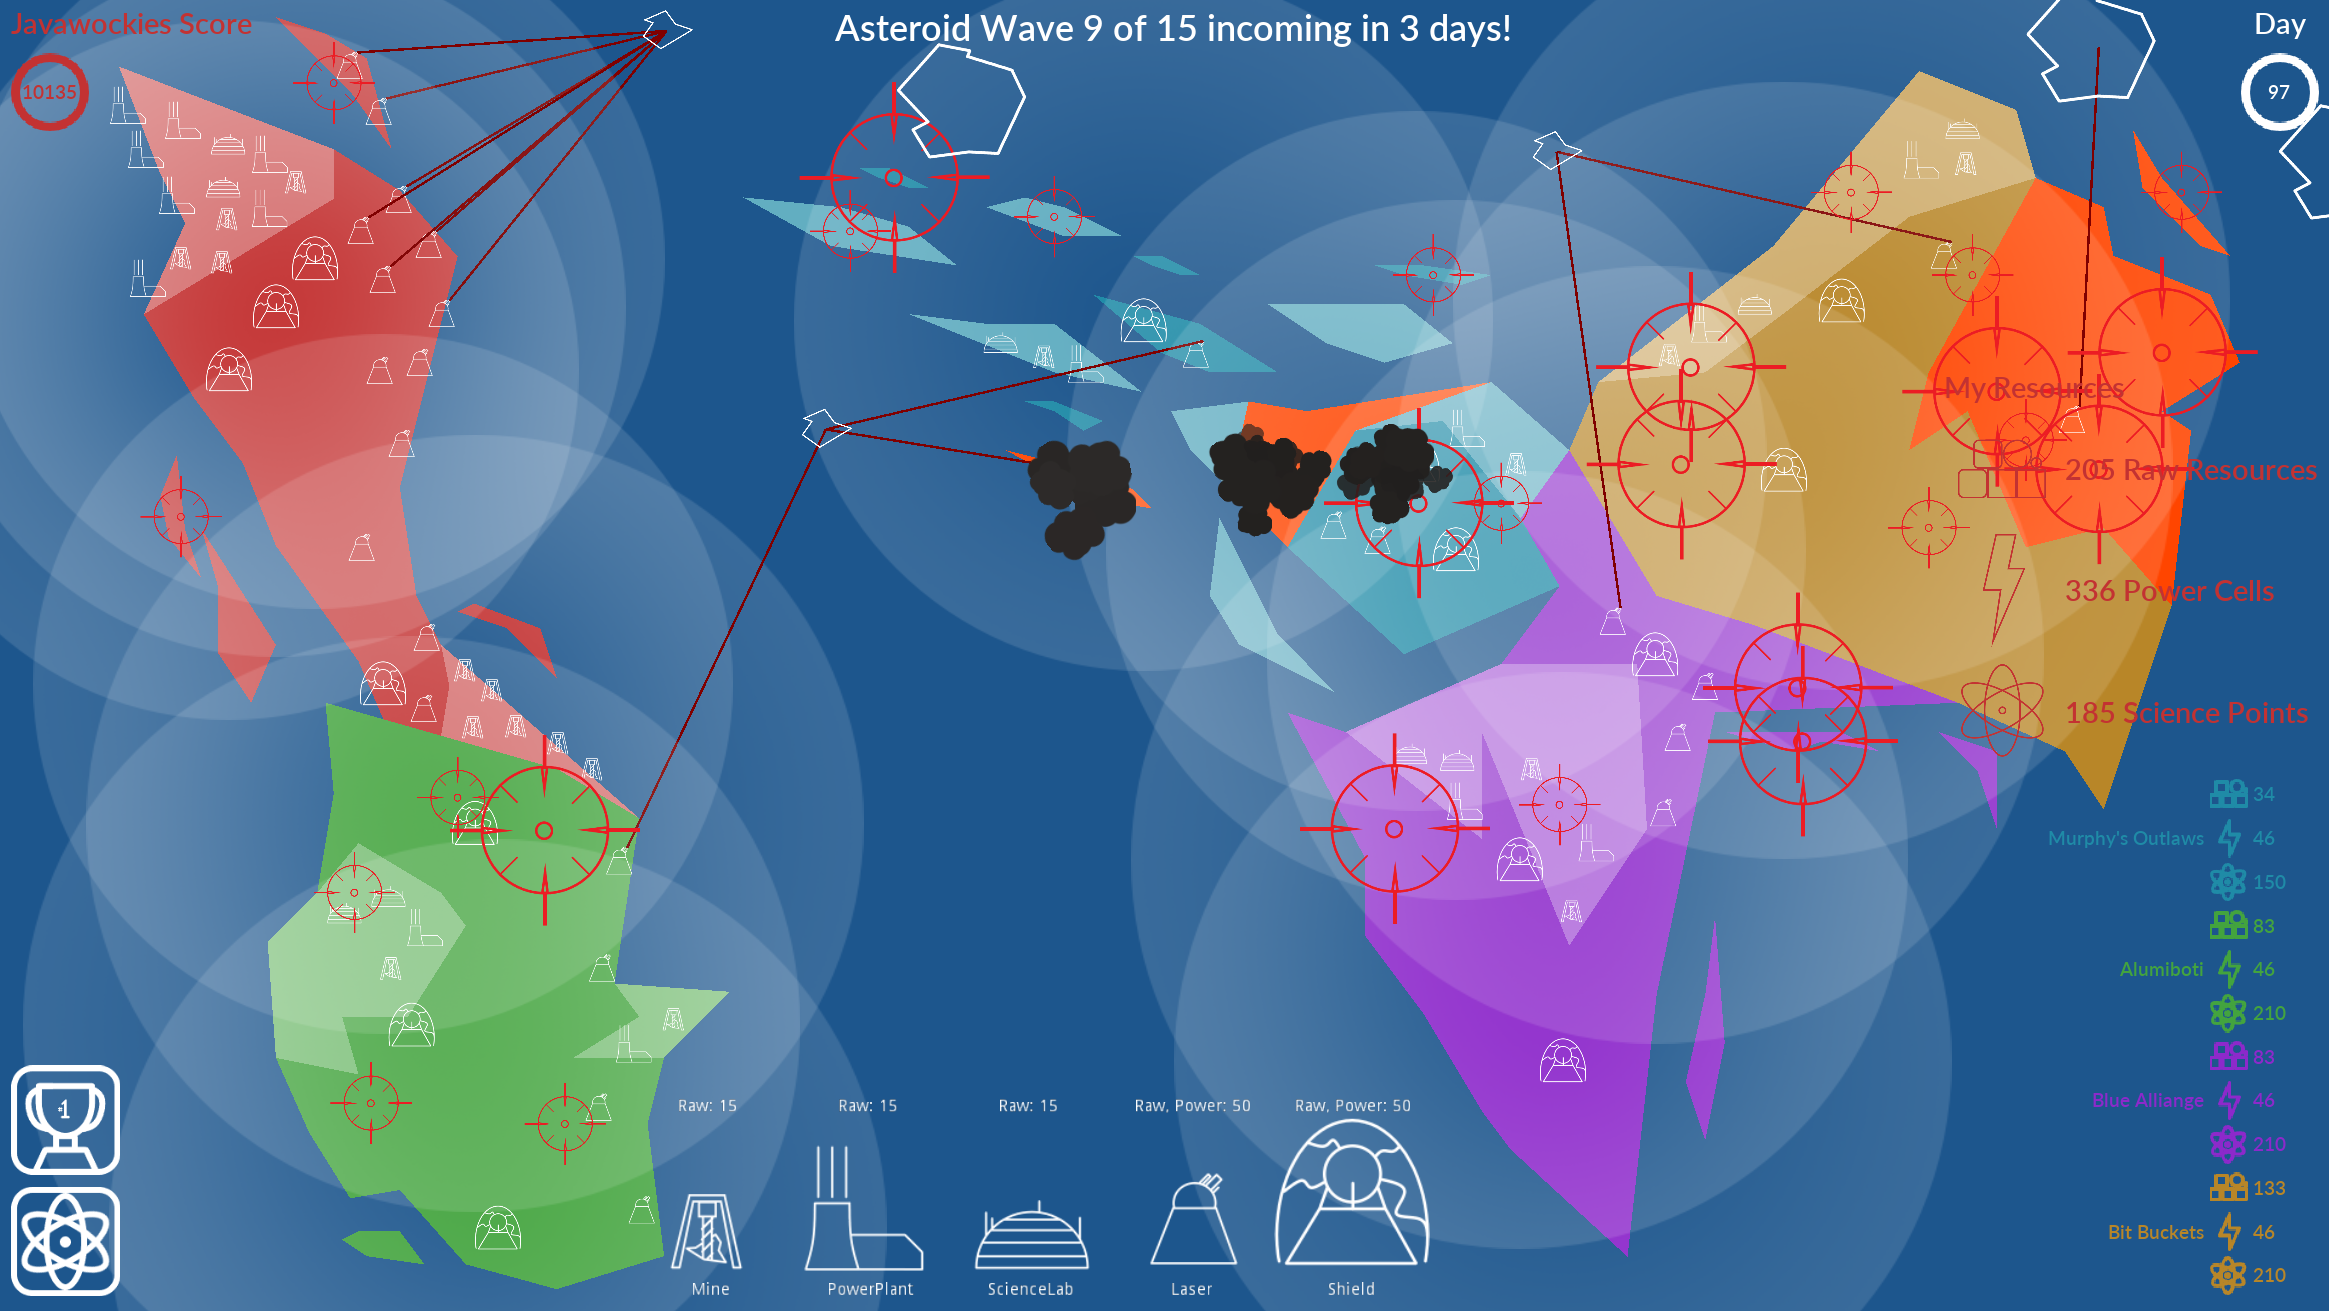 Javawockies Score
10135
Asteroid Wave 9 of 15 incoming in 3 days!
Day
97
My Resources
205 Raw Resources
336 Power Cells
185 Science Points
34
Murphy's Outlaws 46
150
83
Alumiboti 46
210
83
Blue Alliange 46
210
133
Bit Buckets 46
210
#1
Raw: 15 Raw: 15 Raw: 15 Raw, Power: 50 Raw, Power: 50
Mine PowerPlant ScienceLab Laser Shield